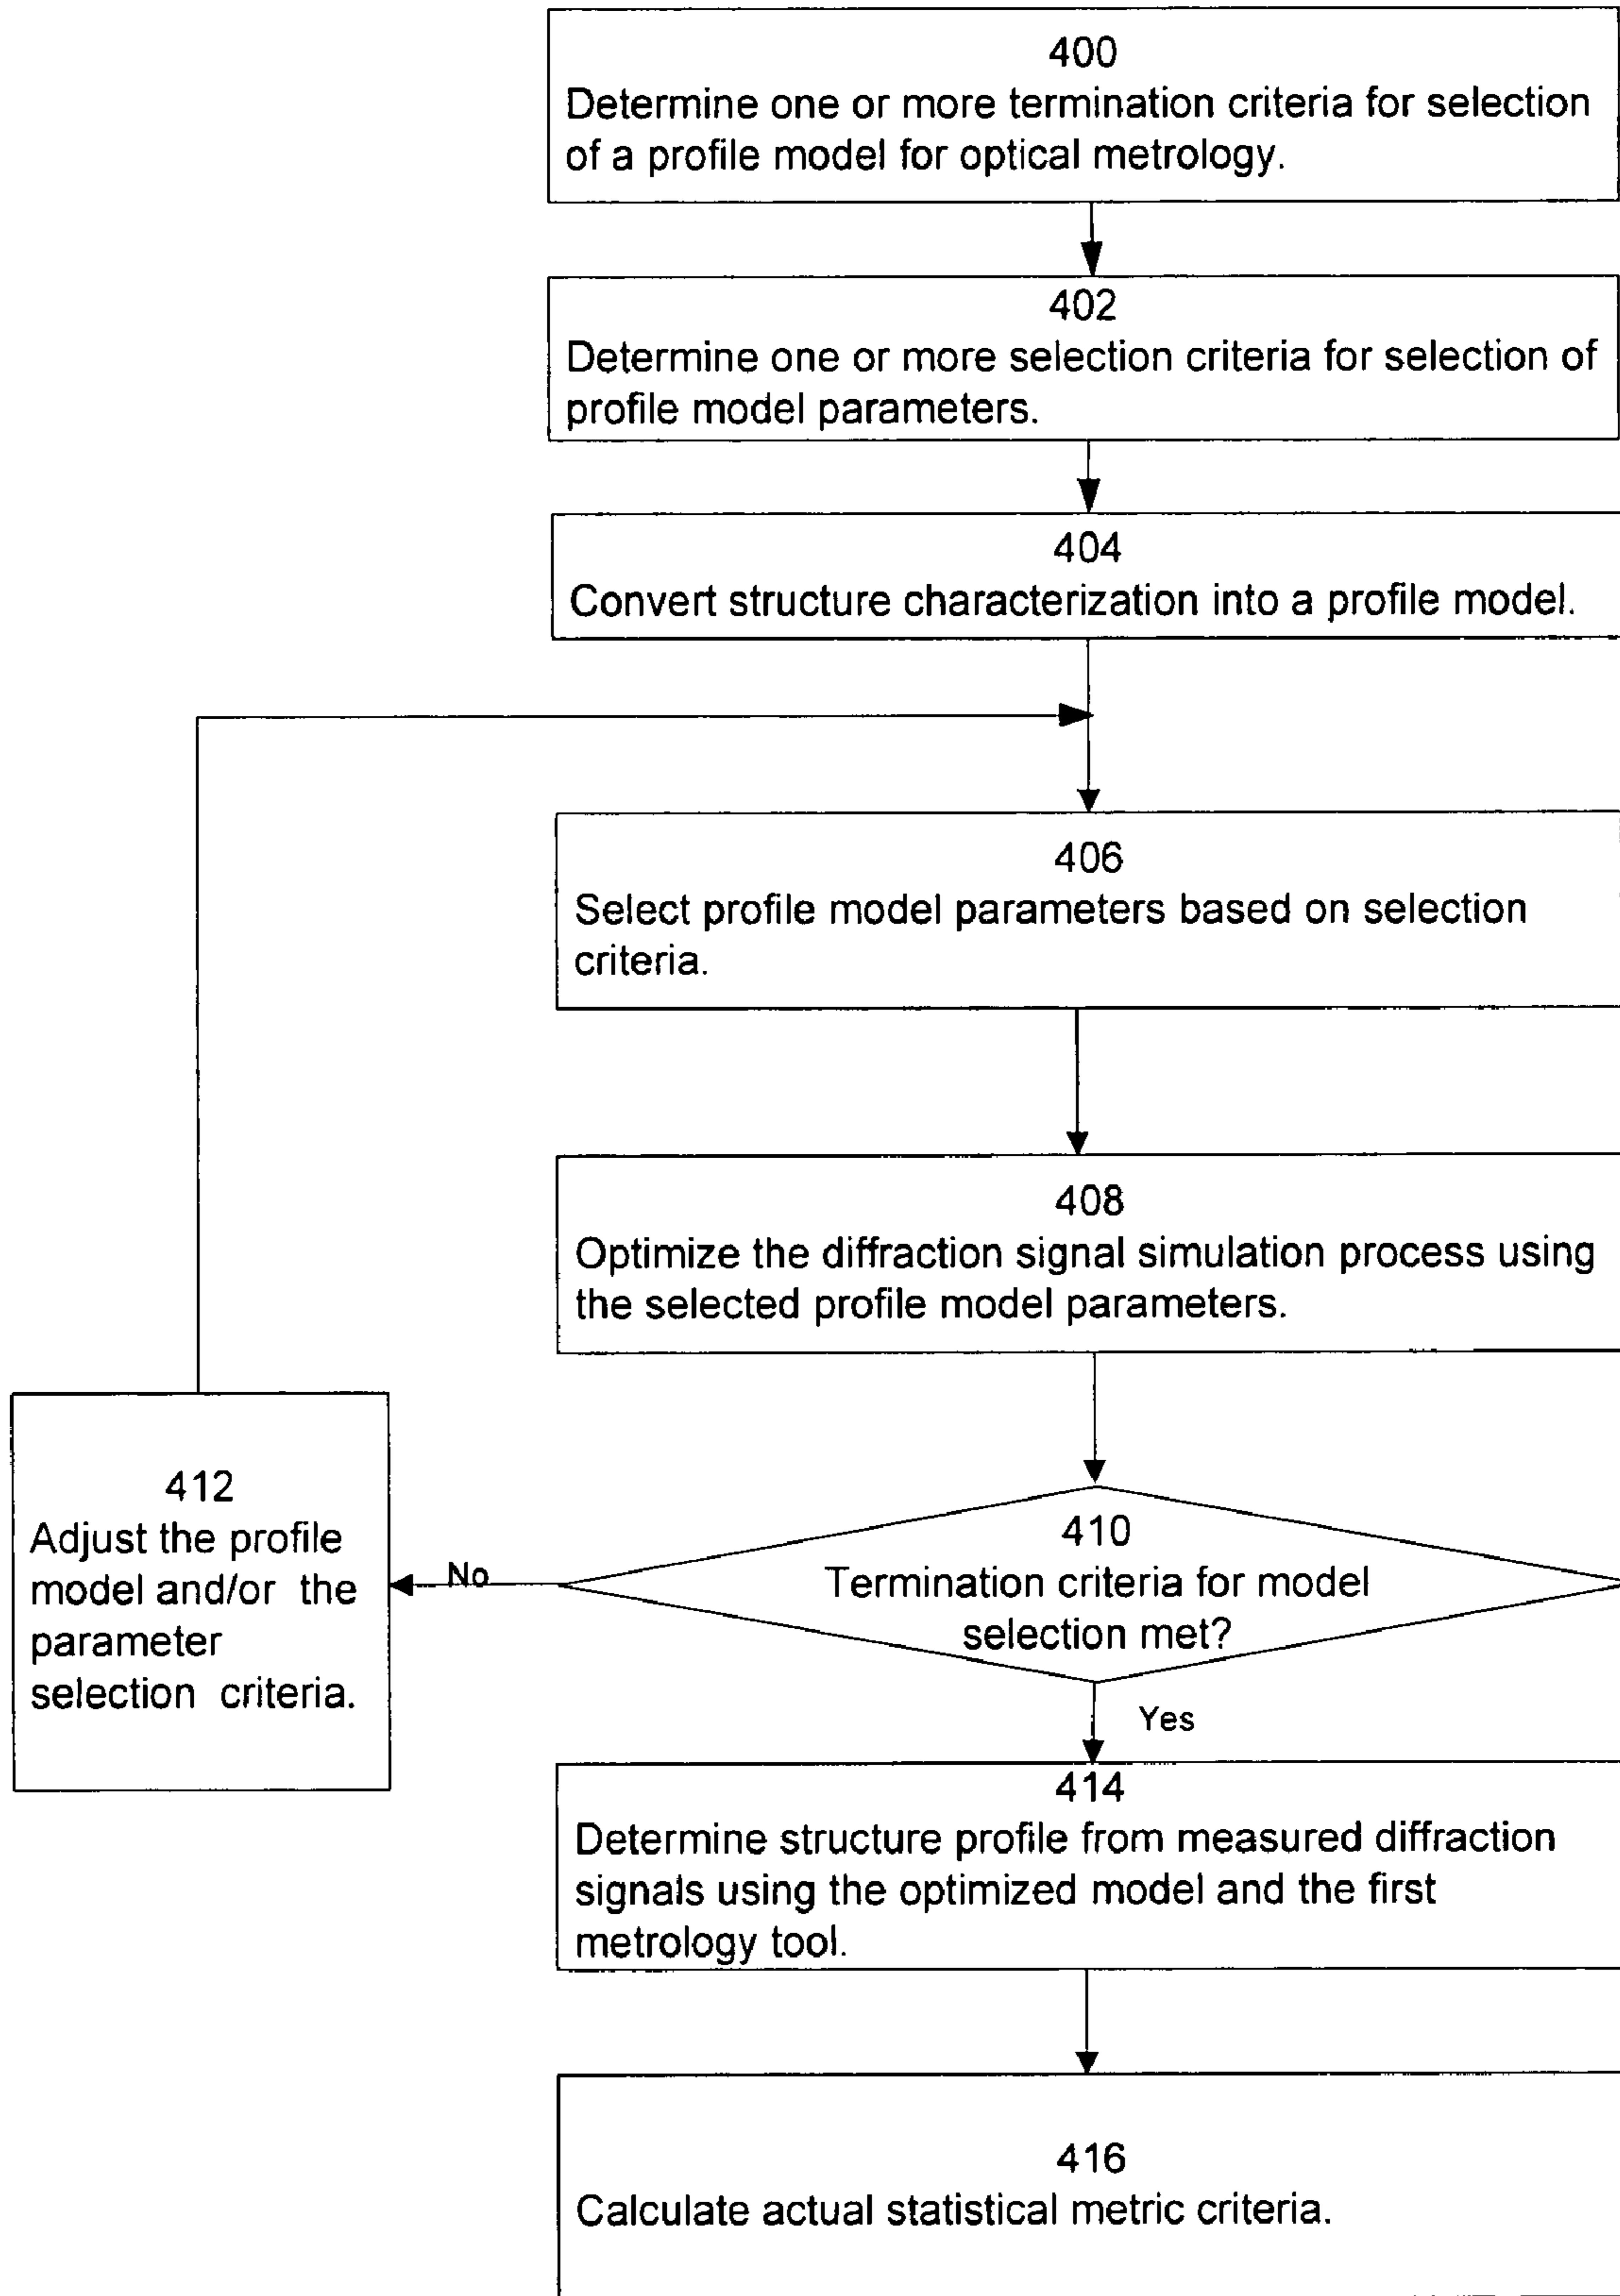 400
Determine one or more termination criteria for selection
of a profile model for optical metrology.
402
Determine one or more selection criteria for selection of
profile model parameters.
404
Convert structure characterization into a profile model.
406
Select profile model parameters based on selection
criteria.
408
Optimize the diffraction signal simulation process using
the selected profile model parameters.
410
Termination criteria for model
selection met?
No
412
Adjust the profile
model and/or the
parameter
selection criteria.
Yes
414
Determine structure profile from measured diffraction
signals using the optimized model and the first
metrology tool.
416
Calculate actual statistical metric criteria.